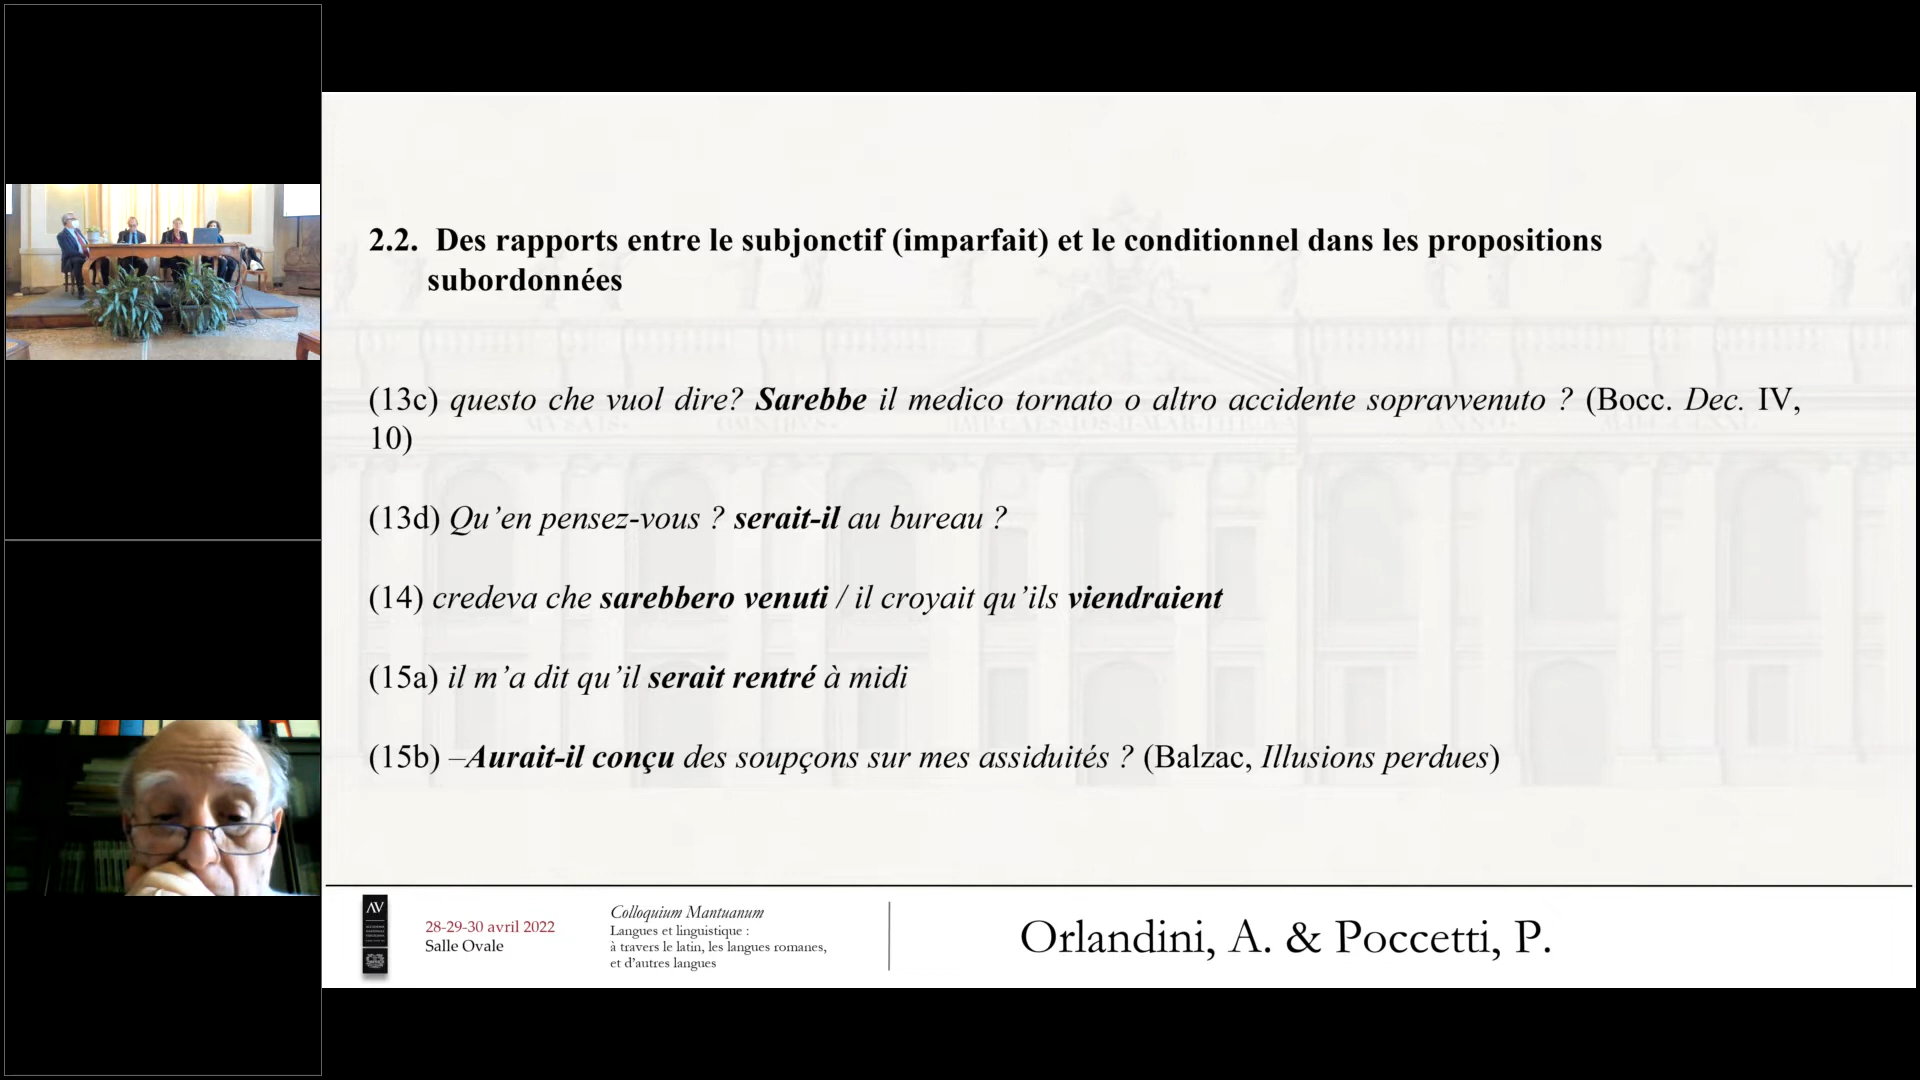 2.2. Des rapports entre le subjonctif (imparfait) et le conditionnel dans les propositions
subordonnées
(13c) questo che vuol dire? Sarebbe il medico tornato o altro accidente sopravvenuto ? (Bocc. Dec. IV,
10)
(13d) Qu’en pensez-vous ? serait-il au bureau ?
(14) credeva che sarebbero venuti / il croyait qu’ils viendraient
(15a) il m’a dit qu’il serait rentré à midi
(15b) –Aurait-il conçu des soupçons sur mes assiduités ? (Balzac, Illusions perdues)
AV
28-29-30 avril 2022
Salle Ovale
Colloquium Mantuanum
Langues et linguistique :
à travers le latin, les langues romanes,
et d’autres langues
Orlandini, A. & Poccetti, P.